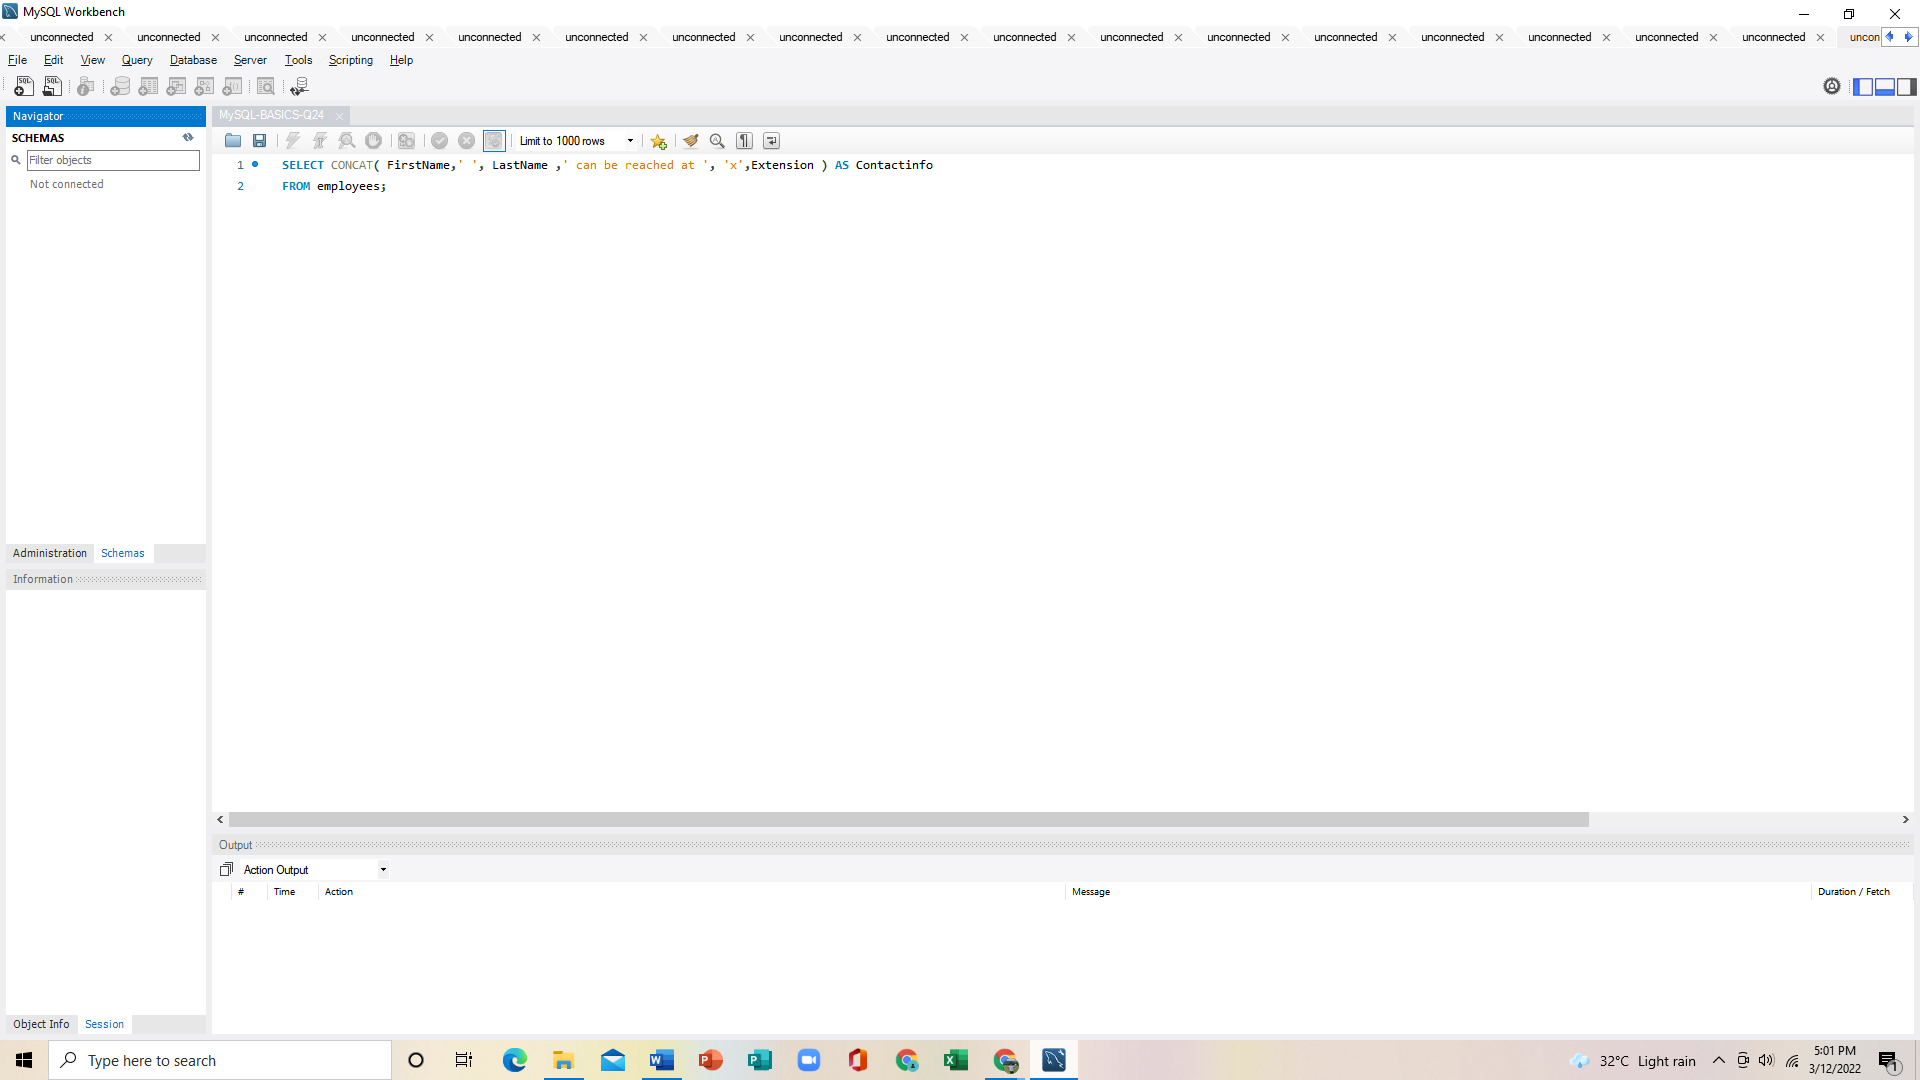 MySQL Workbench
unconnected unconnected unconnected unconnected unconnected unconnected unconnected unconnected unconnected unconnected unconnected unconnected unconnected unconnected unconnected unconnected unconnected uncon
File Edit View Query Database Server Tools Scripting Help
Navigator
MySQL-BASICS-Q24
SCHEMAS
Filter objects
Not connected
Limit to 1000 rows
1 SELECT CONCAT( FirstName,' ', LastName ,' can be reached at ', 'x',Extension ) AS Contactinfo
2 FROM employees;
Administration Schemas
Information
Output
Action Output
# Time Action Message Duration / Fetch
Object Info Session
Type here to search
32°C Light rain
5:01 PM
3/12/2022
1